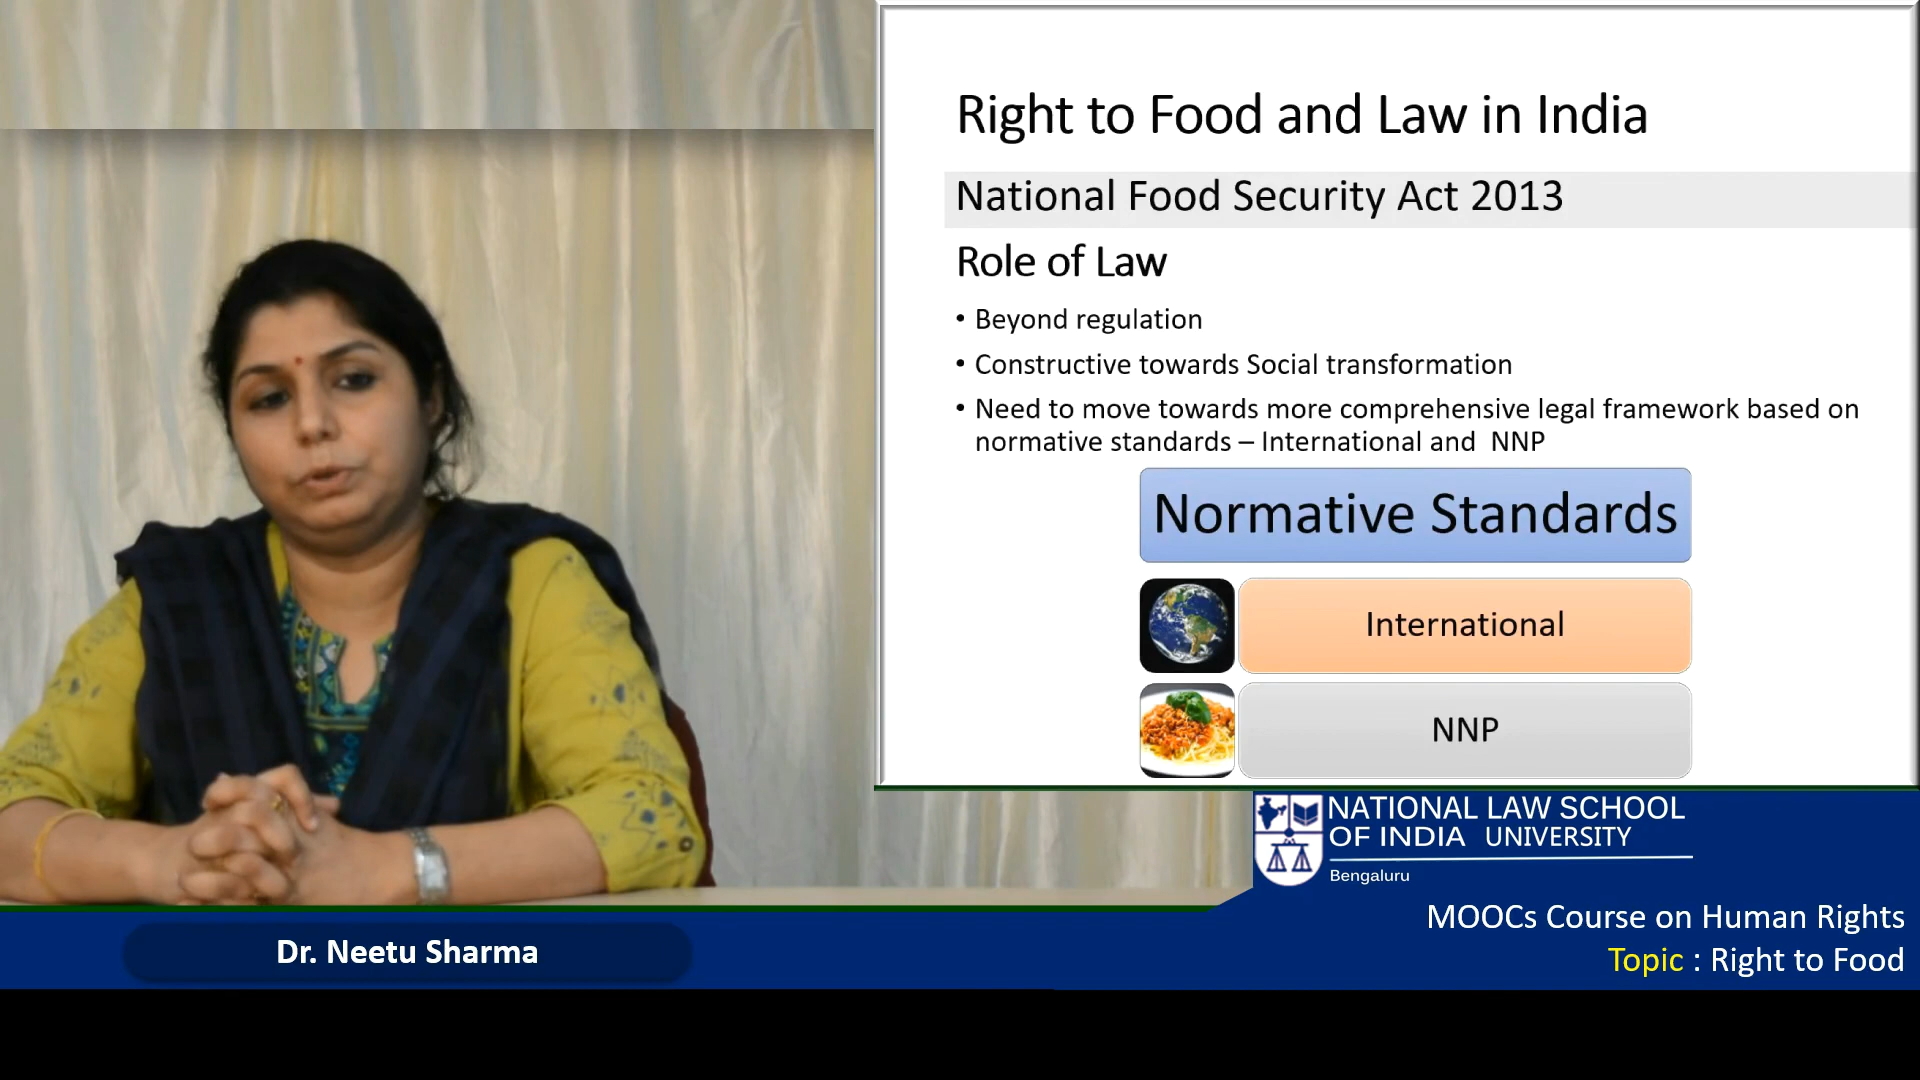 Right to Food and Law in India
National Food Security Act 2013
Role of Law
• Beyond regulation
• Constructive towards Social transformation
• Need to move towards more comprehensive legal framework based on
normative standards – International and NNP
Normative Standards
International
NNP
NATIONAL LAW SCHOOL
OF INDIA UNIVERSITY
Bengaluru
MOOCs Course on Human Rights
Topic : Right to Food
Dr. Neetu Sharma